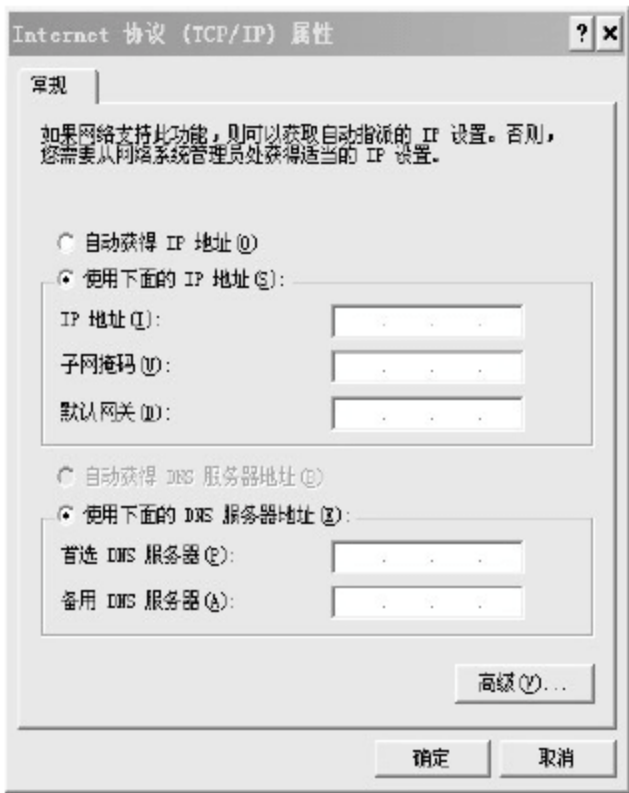 Internet 协议 (TCP/IP) 属性
? ×
常规
如果网络支持此功能,则可以获取自动指派的 IP 设置。否则,
您需要从网络系统管理员处获得适当的 IP 设置。
自动获得 IP 地址(O)
使用下面的 IP 地址(S):
IP 地址(I):
子网掩码(U):
默认网关(D):
自动获得 DNS 服务器地址(B)
使用下面的 DNS 服务器地址(E):
首选 DNS 服务器(P):
备用 DNS 服务器(A):
高级(V)...
确定
取消